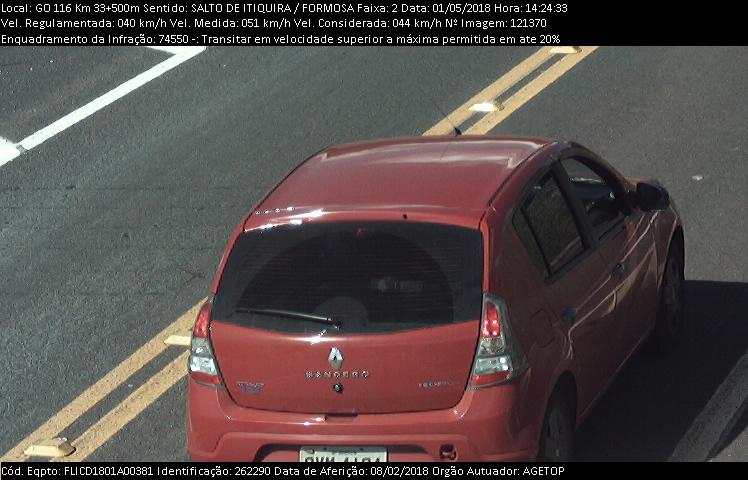 Local: GO 116 Km 33+500m Sentido: SALTO DE ITIQUIRA / FORMOSA Faixa: 2 Data: 01/05/2018 Hora: 14:24:33
Vel. Regulamentada: 040 km/h Vel. Medida: 051 km/h Vel. Considerada: 044 km/h Nº Imagem: 121370
Enquadramento da Infração: 74550 -: Transitar em velocidade superior a máxima permitida em ate 20%
SANDERO
Cód. Eqpto: FLICD1801A00381 Identificação: 262290 Data de Aferição: 08/02/2018 Orgão Autuador: AGETOP